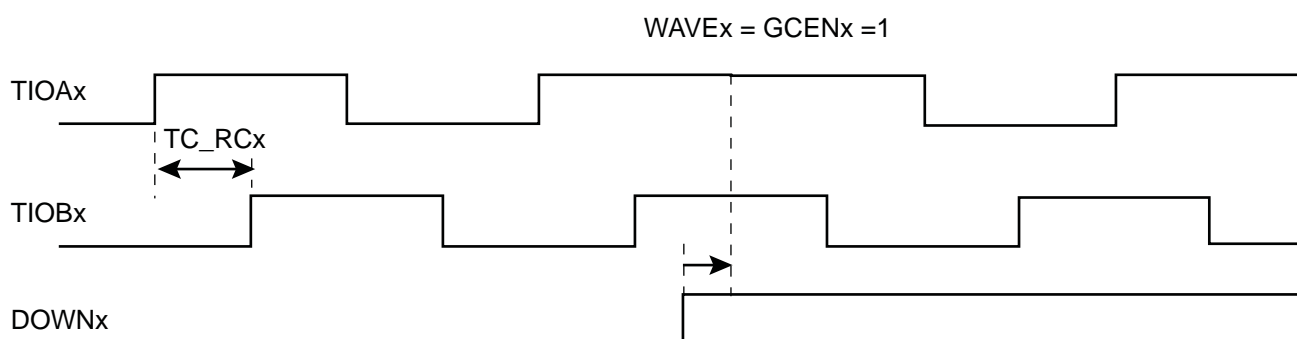 WAVEx = GCENx =1
TIOAx
TC_RCx
TIOBx
DOWNx